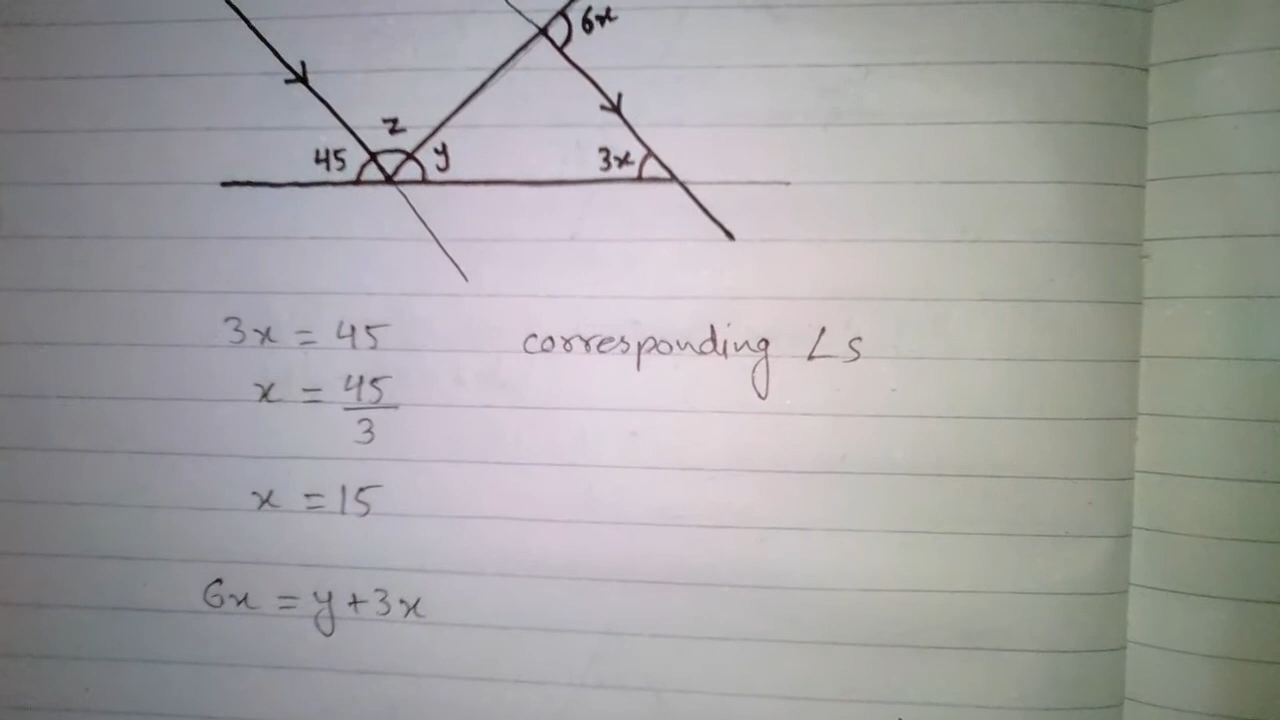 6x
z
45 y 3x
3x = 45 corresponding ∠s
x = 45/3
x = 15
6x = y + 3x